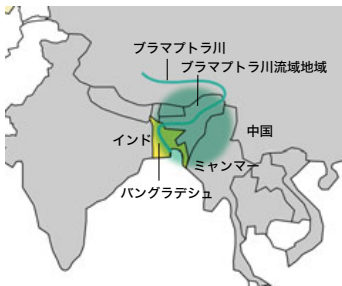 ブラマプトラ川
ブラマプトラ川流域地域
インド
中国
ミャンマー
バングラデシュ